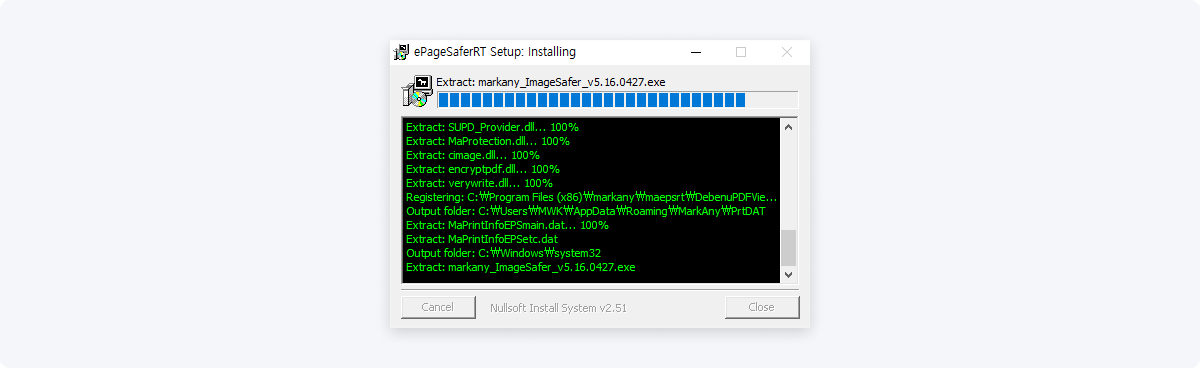 ePageSaferRT Setup: Installing
Extract: markany_ImageSafer_v5.16.0427.exe
Extract: SUPD_Provider.dll... 100%
Extract: MaProtection.dll... 100%
Extract: cimage.dll... 100%
Extract: encryptpdf.dll... 100%
Extract: verywrite.dll... 100%
Registering: C:₩Program Files (x86)₩markany₩maepsrt₩DebenuPDFVie...
Output folder: C:₩Users₩MWK₩AppData₩Roaming₩MarkAny₩PrtDAT
Extract: MaPrintInfoEPSmain.dat... 100%
Extract: MaPrintInfoEPSetc.dat
Output folder: C:₩Windows₩system32
Extract: markany_ImageSafer_v5.16.0427.exe
Cancel Nullsoft Install System v2.51 Close